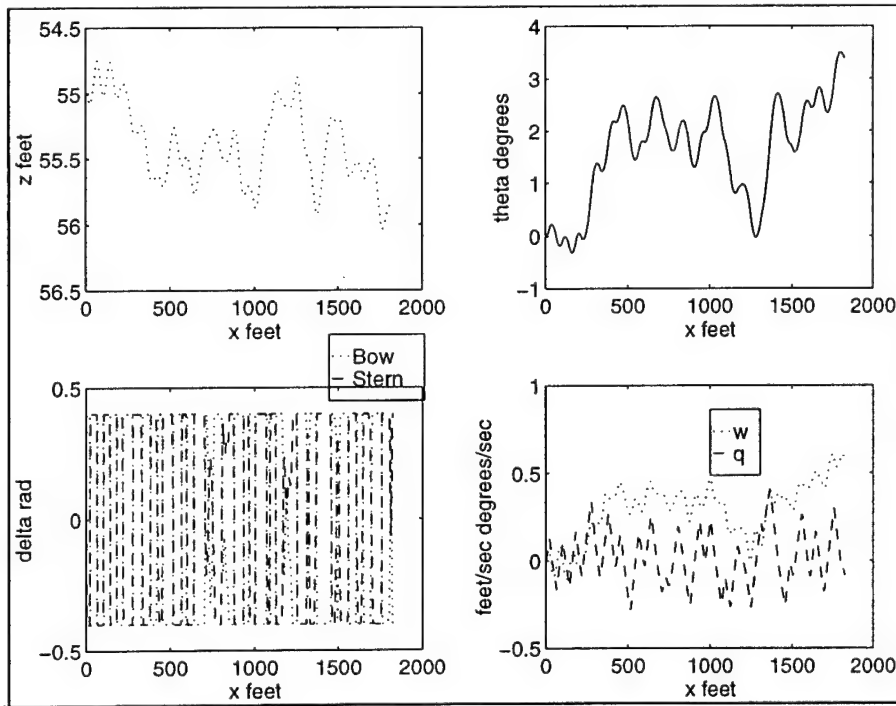 54.5
55
55.5
56
56.5
z feet
0 500 1000 1500 2000
x feet
4
3
2
1
0
−1
theta degrees
0 500 1000 1500 2000
x feet
Bow
Stern
0.5
0
−0.5
delta rad
0 500 1000 1500 2000
x feet
1
0.5
0
−0.5
feet/sec degrees/sec
w
q
0 500 1000 1500 2000
x feet